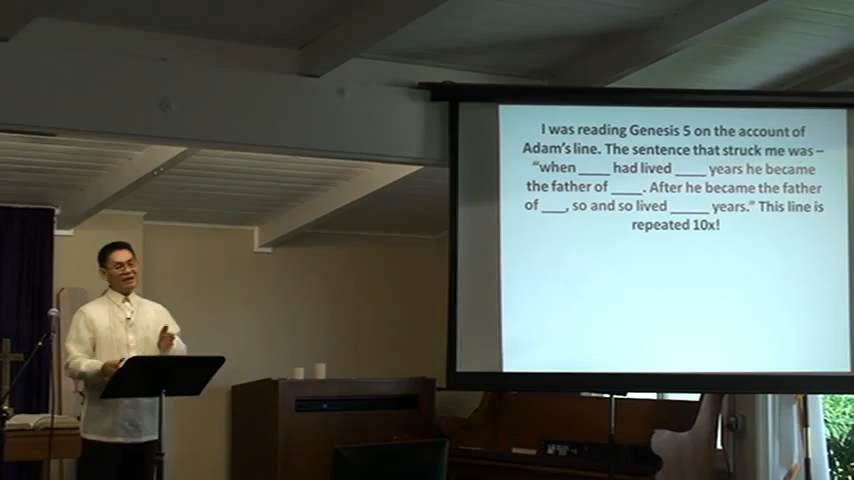 I was reading Genesis 5 on the account of
Adam's line. The sentence that struck me was –
"when ____ had lived ____ years he became
the father of ____. After he became the father
of ___, so and so lived _____ years." This line is
repeated 10x!